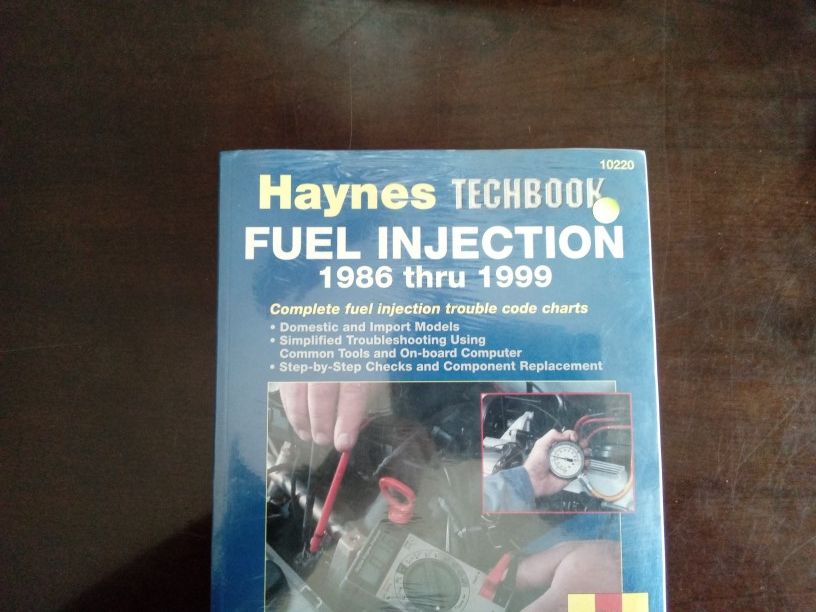 10220
Haynes TECHBOOK
FUEL INJECTION
1986 thru 1999
Complete fuel injection trouble code charts
• Domestic and Import Models
• Simplified Troubleshooting Using
Common Tools and On-board Computer
• Step-by-Step Checks and Component Replacement